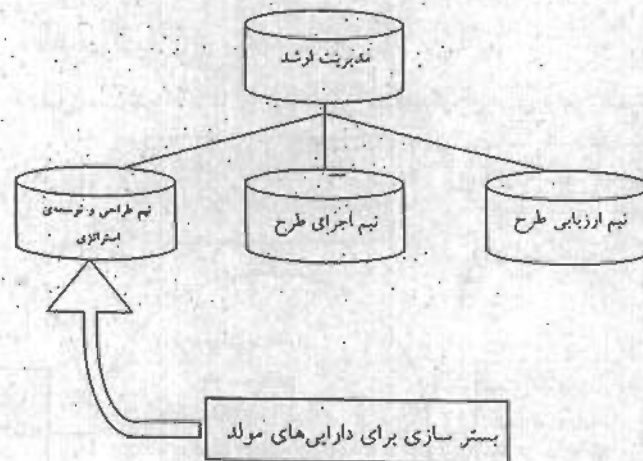 مدیریت ارشد
تیم ارزیابی طرح
تیم اجرای طرح
تیم طراحی و توسعه‌ی
استراتژی
بستر سازی برای دارایی‌های مولد